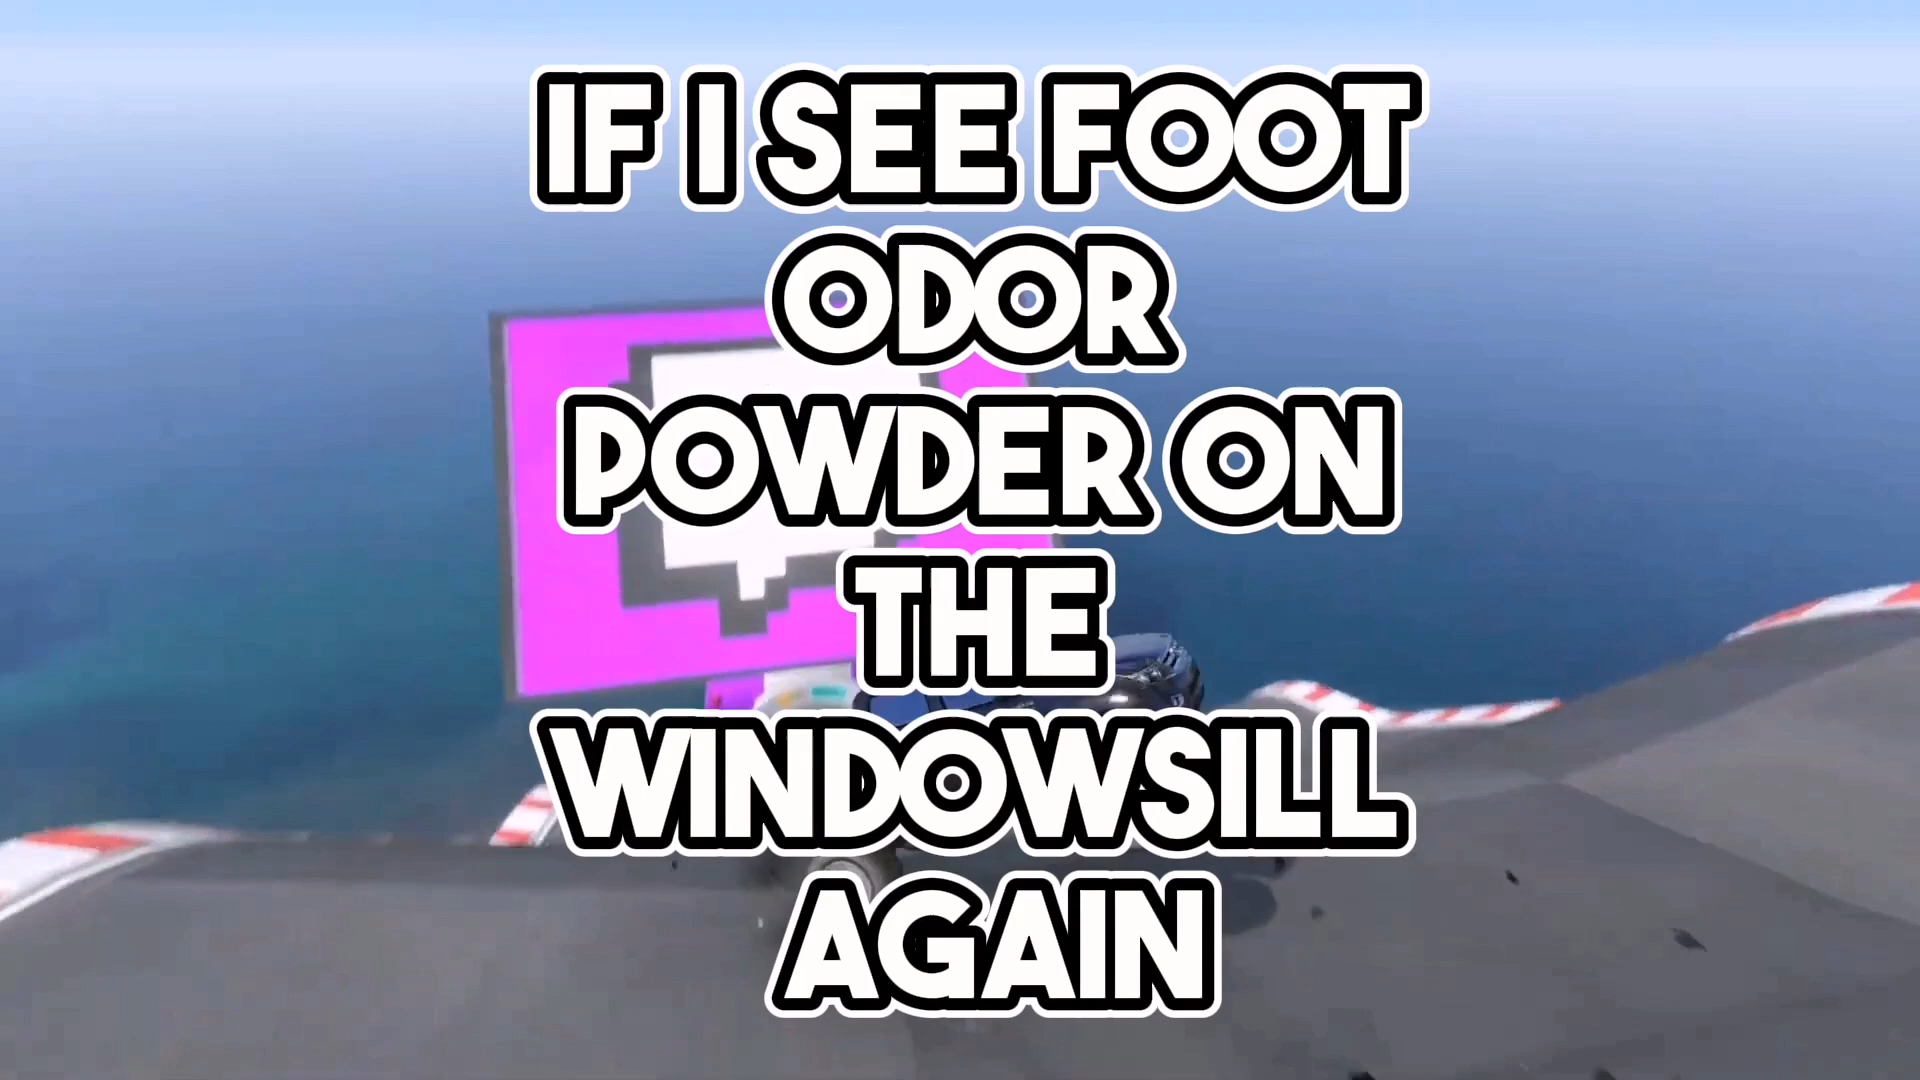 IF I SEE FOOT
ODOR
POWDER ON
THE
WINDOWSILL
AGAIN